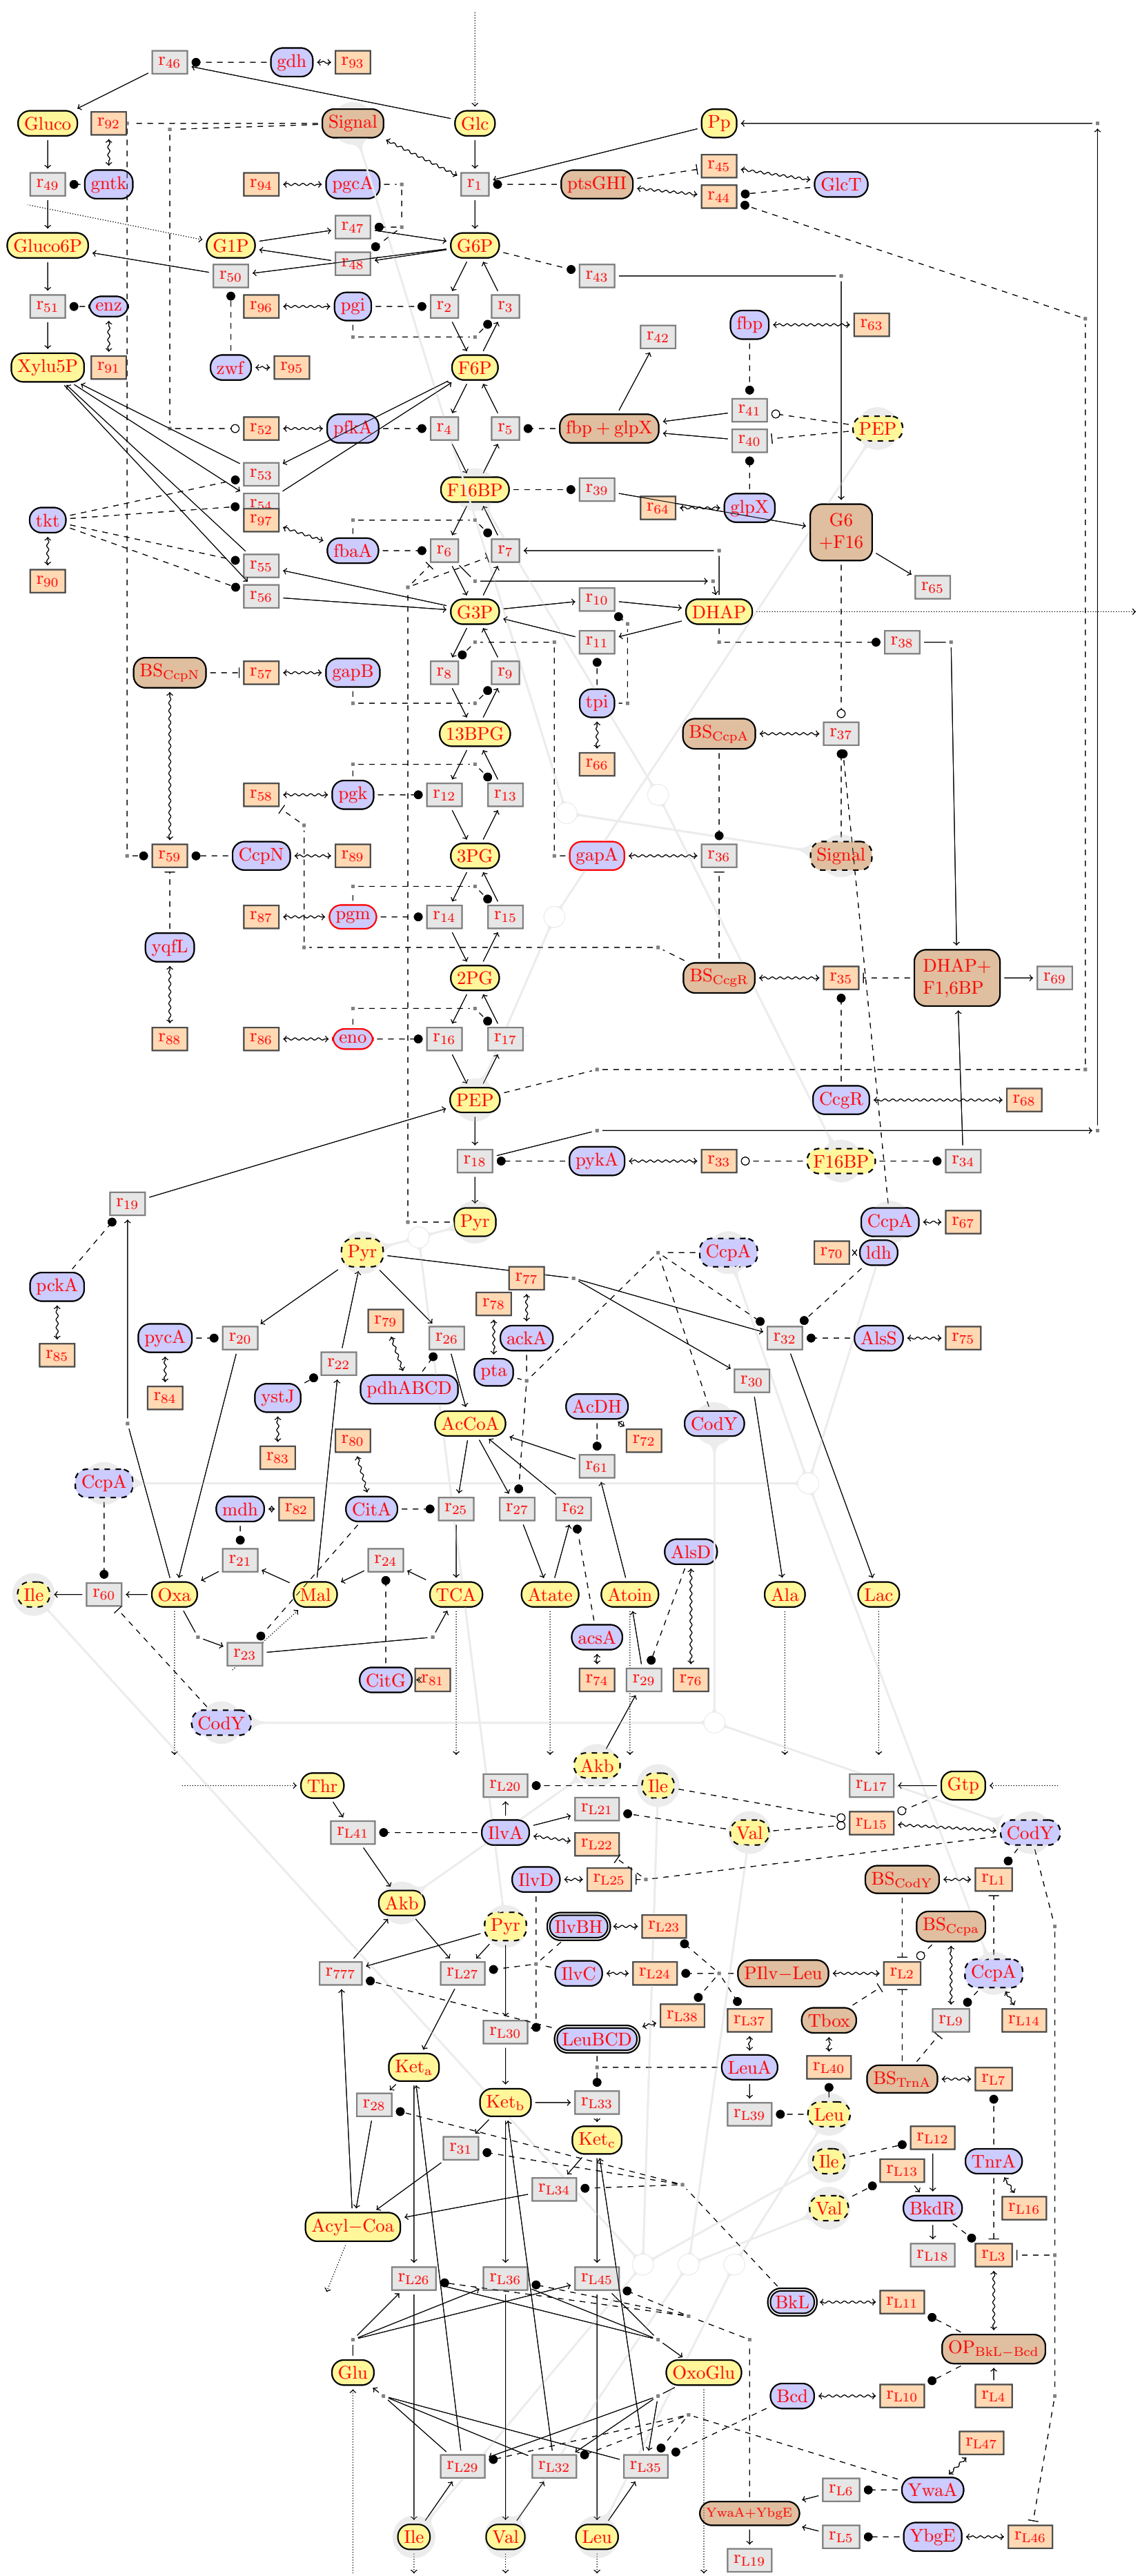 r46 gdh r93
Gluco r92 Signal Glc Pp
r45
r49 gntk r94 pgcA r1 ptsGHI GlcT
r44
r47
Gluco6P G1P G6P
r48
r50 r43
r51 enz r96 pgi r2 r3
fbp r63
r42
Xylu5P r91 zwf r95 F6P
r41
r52 pfkA r4 r5 fbp + glpX PEP
r40
r53
F16BP r39
r54 r64 glpX
tkt r97 G6
+F16
fbaA r6 r7
r55
r90 r56 r65
r10
G3P DHAP
r11 r38
BSCcpN r57 gapB r8 r9
tpi
13BPG BSCcpA r37
r66
r58 pgk r12 r13
r59 CcpN r89 3PG gapA r36 Signal
r87 pgm r14 r15
yqfL
2PG BSCcgR r35 DHAP+
F1,6BP r69
r88 r86 eno r16 r17
PEP CcgR r68
r18 pykA r33 F16BP r34
r19
Pyr CcpA r67
Pyr CcpA r70 ldh
pckA r77
r78
r79
pycA r20 r26 ackA r32 AlsS r75
r85 r22 pta
r84 ystJ pdhABCD r30
AcDH
AcCoA CodY
r80 r72
r83 r61
CcpA
mdh r82 CitA r25 r27 r62
r21 r24 AlsD
Ile r60 Oxa Mal TCA Atate Atoin Ala Lac
acsA
r23
CitG r81 r74 r29 r76
CodY
Akb
Thr rL20 Ile rL17 Gtp
rL21
rL41 IlvA Val rL15 CodY
rL22
IlvD rL25 BSCodY rL1
Akb
Pyr IlvBH rL23 BSCcpa
r777 rL27 IlvC rL24 PIlv−Leu rL2 CcpA
rL38 rL37 Tbox rL9 rL14
rL30 LeuBCD
Keta LeuA rL40 BSTrnA rL7
r28 Ketb rL33 rL39 Leu
Ketc rL12
r31
Ile rL13 TnrA
rL34
Val BkdR rL16
Acyl−Coa
rL18 rL3
rL26 rL36 rL45
BkL rL11
OPBkL−Bcd
Glu OxoGlu
Bcd rL10 rL4
rL47
rL29 rL32 rL35
rL6 YwaA
YwaA+YbgE
Ile Val Leu rL5 YbgE rL46
rL19